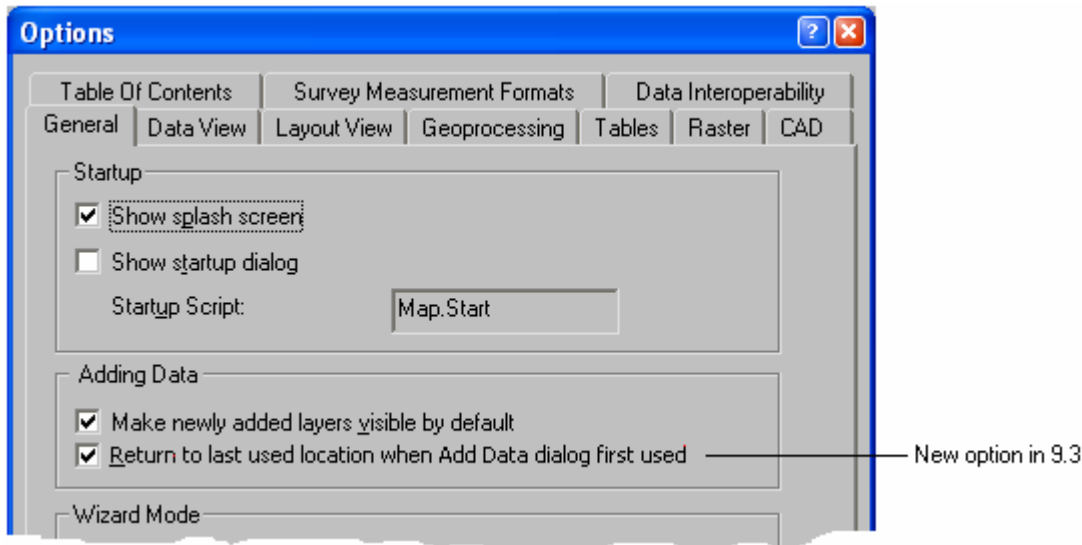 Options
Table Of Contents Survey Measurement Formats Data Interoperability
General Data View Layout View Geoprocessing Tables Raster CAD
Startup
Show splash screen
Show startup dialog
Startup Script: Map.Start
Adding Data
Make newly added layers visible by default
Return to last used location when Add Data dialog first used New option in 9.3
Wizard Mode